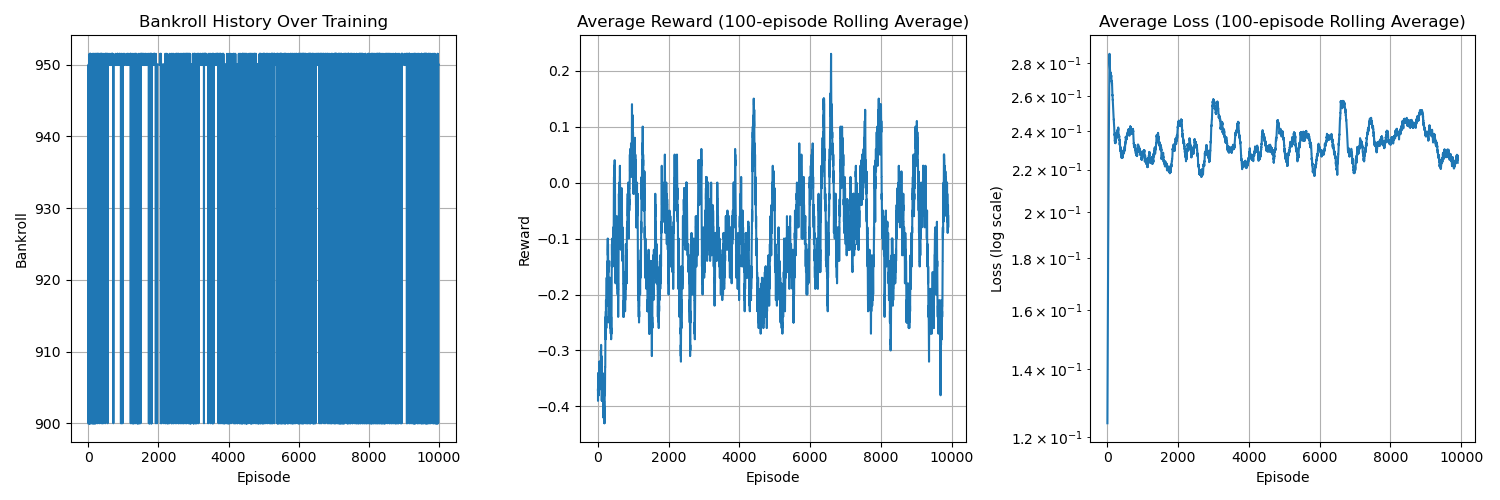 Bankroll History Over Training
Bankroll
950
940
930
920
910
900
0 2000 4000 6000 8000 10000
Episode
Average Reward (100-episode Rolling Average)
Reward
0.2
0.1
0.0
−0.1
−0.2
−0.3
−0.4
0 2000 4000 6000 8000 10000
Episode
Average Loss (100-episode Rolling Average)
Loss (log scale)
2.8 × 10⁻¹
2.6 × 10⁻¹
2.4 × 10⁻¹
2.2 × 10⁻¹
2 × 10⁻¹
1.8 × 10⁻¹
1.6 × 10⁻¹
1.4 × 10⁻¹
1.2 × 10⁻¹
0 2000 4000 6000 8000 10000
Episode